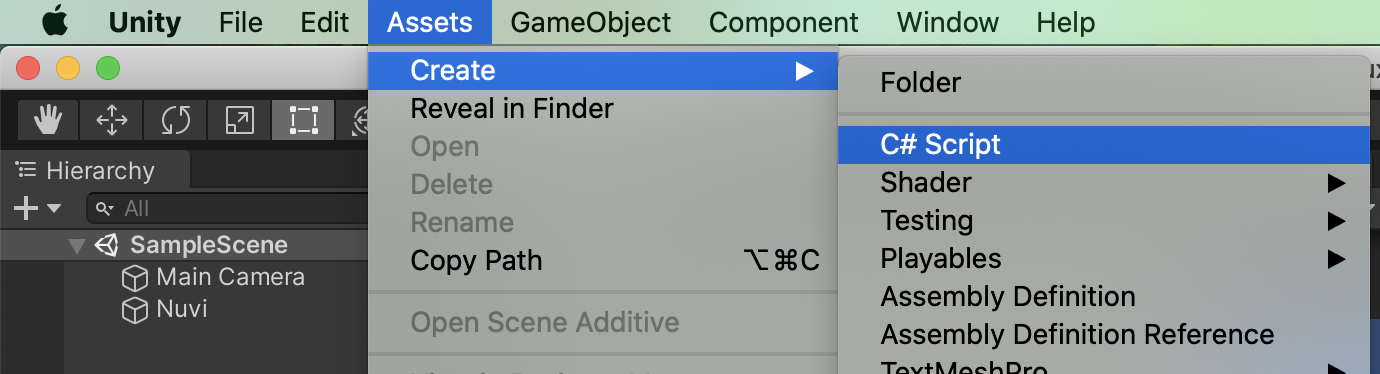 Unity File Edit Assets GameObject Component Window Help
Create
Reveal in Finder
Open
Delete
Rename
Copy Path ⌥⌘C
Open Scene Additive
Folder
C# Script
Shader
Testing
Playables
Assembly Definition
Assembly Definition Reference
TextMeshPro
Hierarchy
All
SampleScene
Main Camera
Nuvi